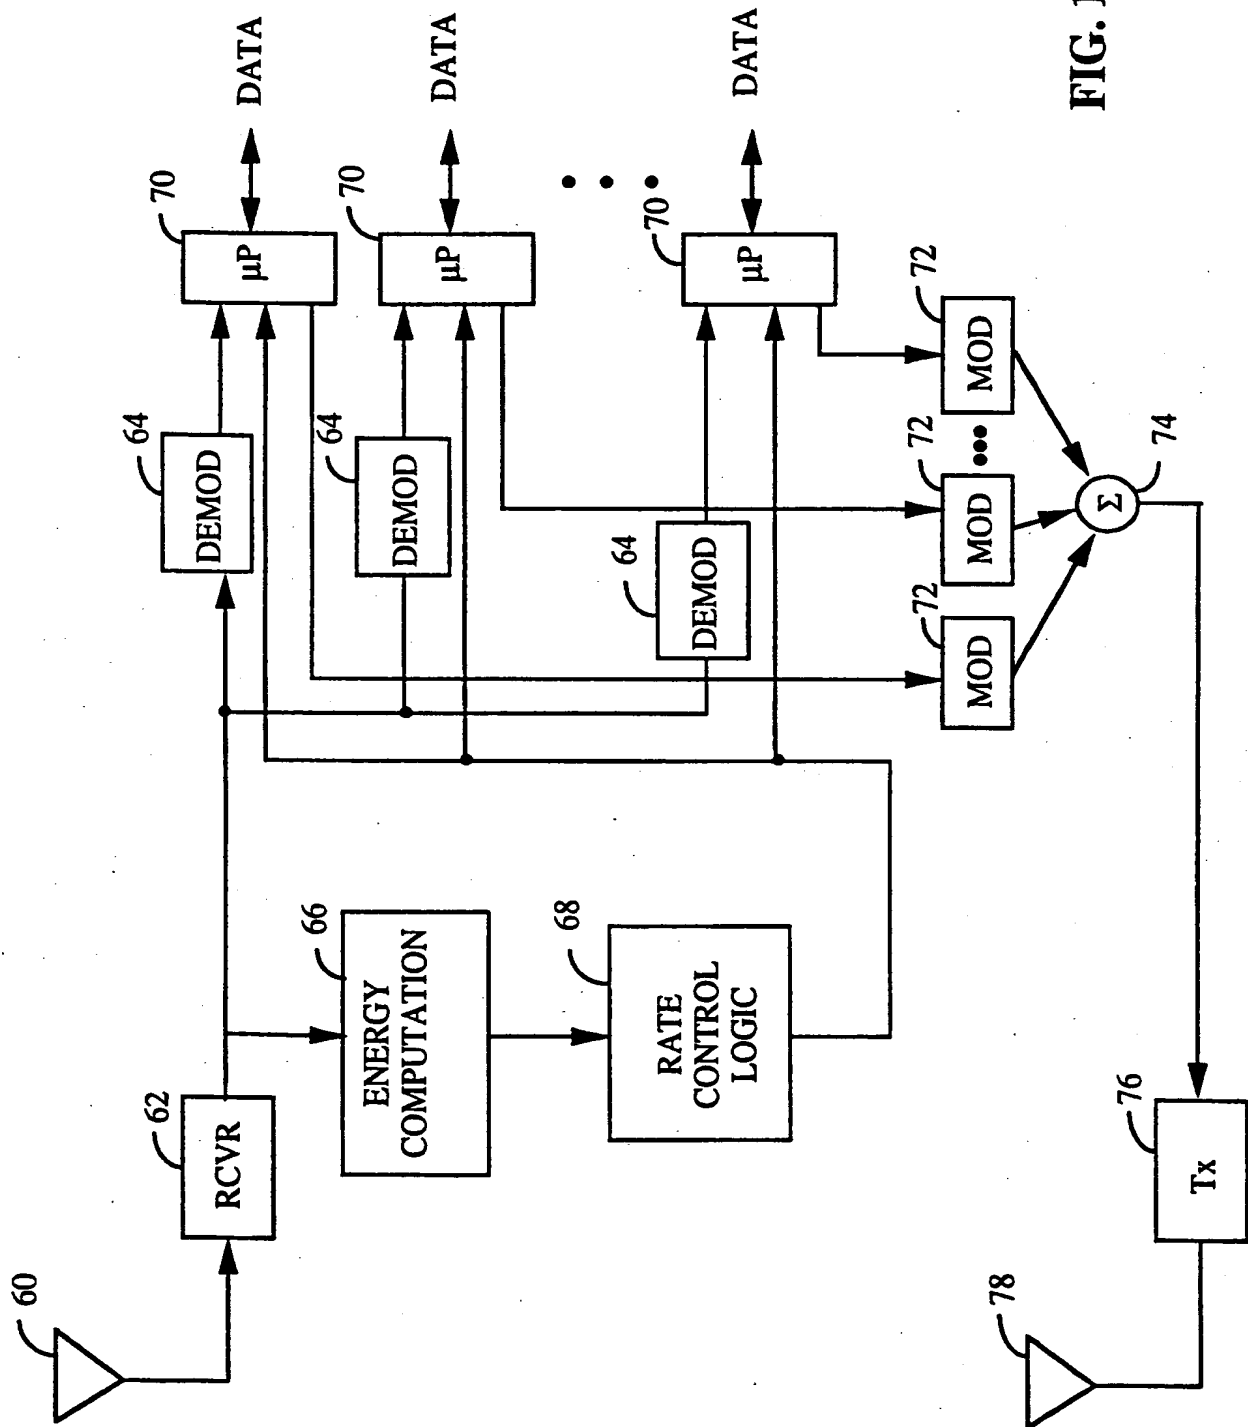 60
62
RCVR
66
ENERGY
COMPUTATION
68
RATE
CONTROL
LOGIC
64
DEMOD
64
DEMOD
64
DEMOD
70
µP
DATA
70
µP
DATA
70
µP
DATA
72
MOD
72
MOD
72
MOD
Σ
74
76
Tx
78
FIG.